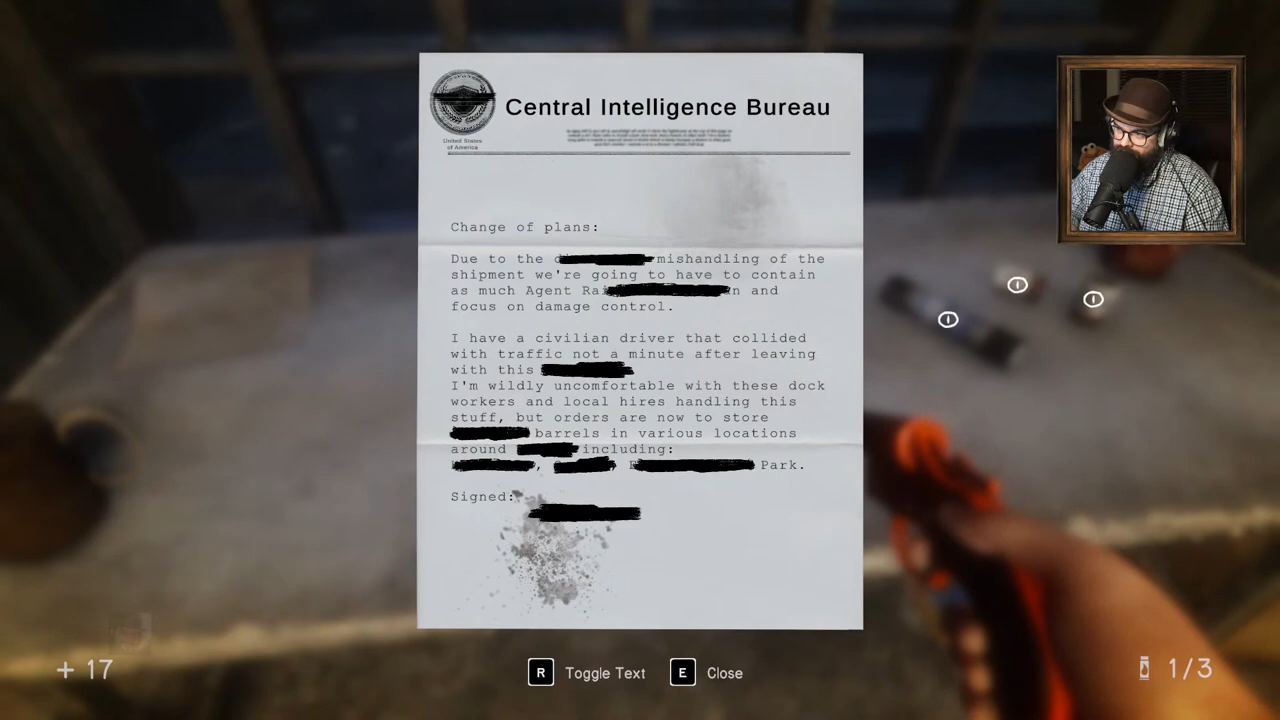 Central Intelligence Bureau
United States
of America
Change of plans:
Due to the mishandling of the
shipment we're going to have to contain
as much Agent Rai and
focus on damage control.
I have a civilian driver that collided
with traffic not a minute after leaving
with this
I'm wildly uncomfortable with these dock
workers and local hires handling this
stuff, but orders are now to store
barrels in various locations
around including:
Park.
Signed:
+ 17
R Toggle Text E Close
1/3